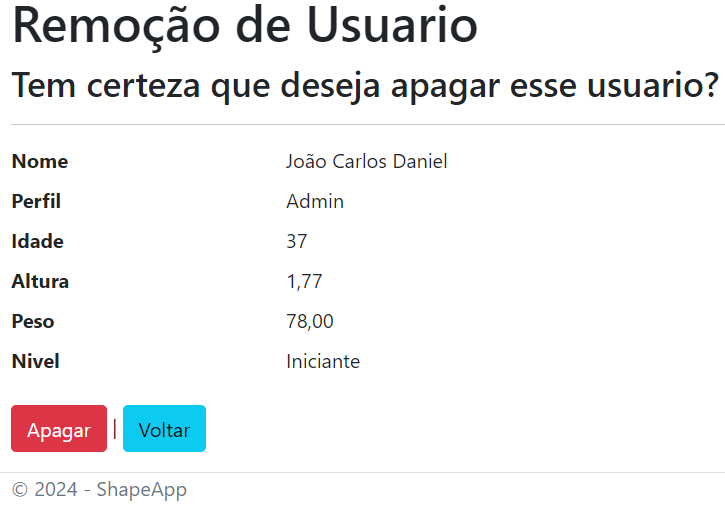 Remoção de Usuario
Tem certeza que deseja apagar esse usuario?
Nome João Carlos Daniel
Perfil Admin
Idade 37
Altura 1,77
Peso 78,00
Nivel Iniciante
Apagar | Voltar
© 2024 - ShapeApp